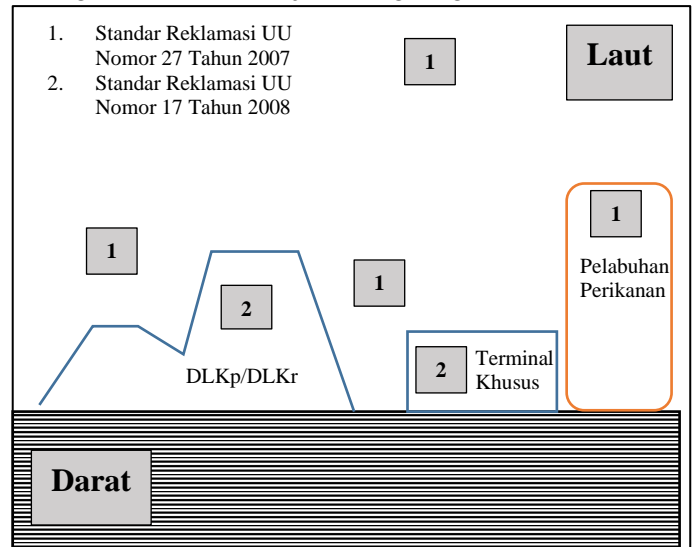 1. Standar Reklamasi UU
Nomor 27 Tahun 2007
2. Standar Reklamasi UU
Nomor 17 Tahun 2008
1
Laut
1
1
1
Pelabuhan
Perikanan
2
DLKp/DLKr
2
Terminal
Khusus
Darat